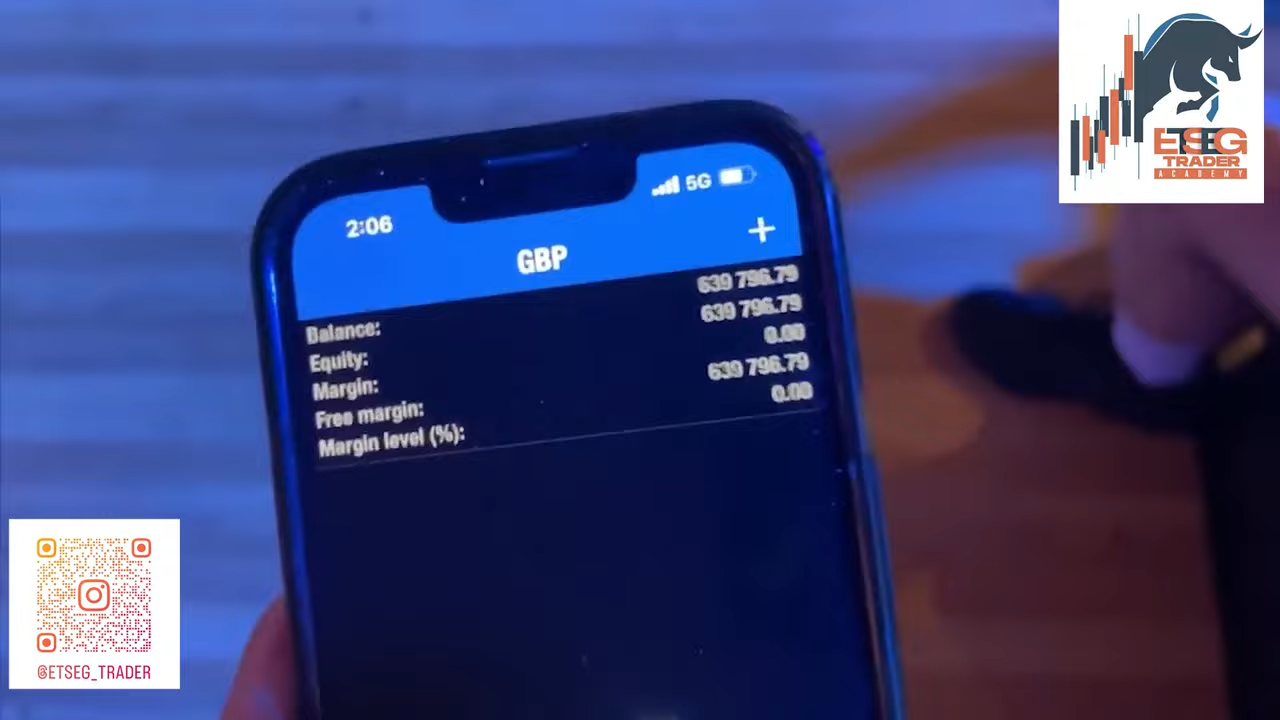 ETSEG
TRADER
ACADEMY
2:06
5G
GBP
Balance: 639 796.79
Equity: 639 796.79
Margin: 0.00
Free margin: 639 796.79
Margin level (%): 0.00
@ETSEG_TRADER